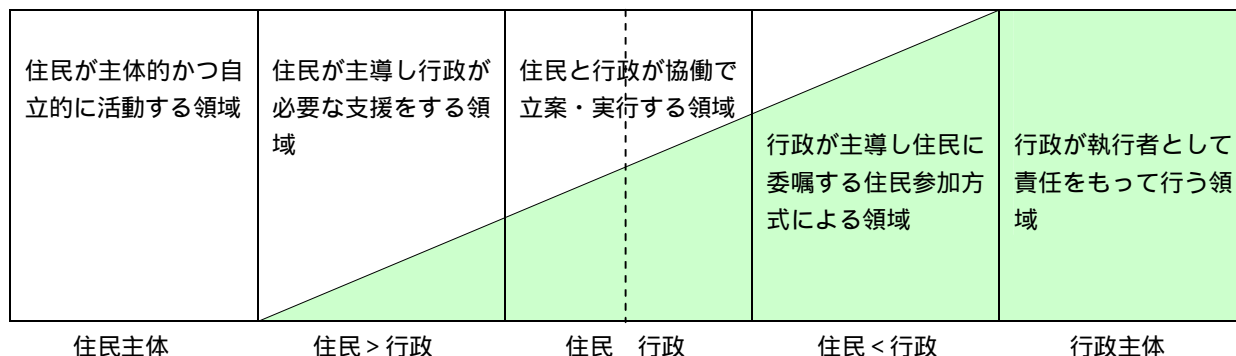 住民が主体的かつ自
立的に活動する領域
住民が主導し行政が
必要な支援をする領
域
住民と行政が協働で
立案・実行する領域
行政が主導し住民に
委嘱する住民参加方
式による領域
行政が執行者として
責任をもって行う領
域
住民主体
住民>行政
住民 行政
住民<行政
行政主体